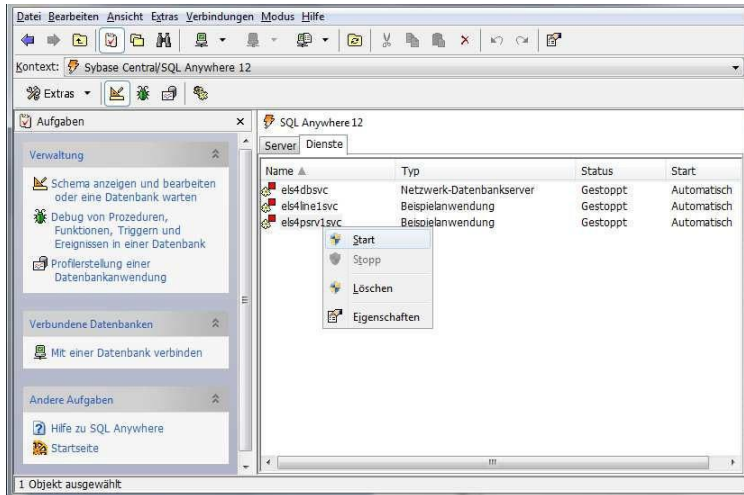 Datei Bearbeiten Ansicht Extras Verbindungen Modus Hilfe
Kontext: Sybase Central/SQL Anywhere 12
Extras
Aufgaben
Verwaltung
Schema anzeigen und bearbeiten
oder eine Datenbank warten
Debug von Prozeduren,
Funktionen, Triggern und
Ereignissen in einer Datenbank
Profilerstellung einer
Datenbankanwendung
Verbundene Datenbanken
Mit einer Datenbank verbinden
Andere Aufgaben
Hilfe zu SQL Anywhere
Startseite
SQL Anywhere 12
Server Dienste
Name Typ Status Start
els4dbsvc Netzwerk-Datenbankserver Gestoppt Automatisch
els4line1svc Beispielanwendung Gestoppt Automatisch
els4psrv1svc Beispielanwendung Gestoppt Automatisch
Start
Stopp
Löschen
Eigenschaften
1 Objekt ausgewählt